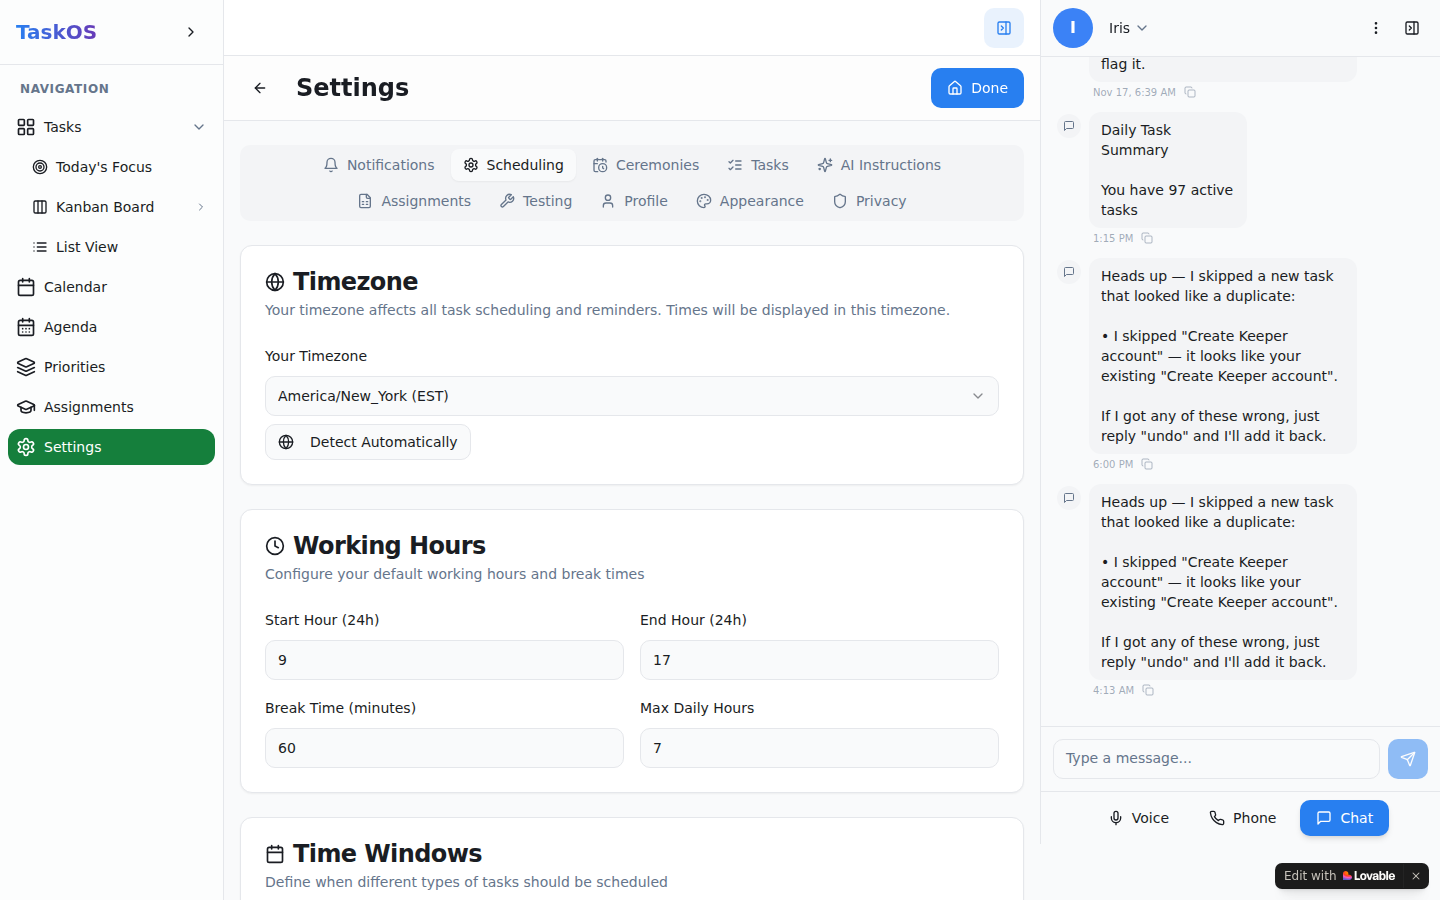 TaskOS
NAVIGATION
Tasks
Today's Focus
Kanban Board
List View
Calendar
Agenda
Priorities
Assignments
Settings
Settings
Done
Notifications
Scheduling
Ceremonies
Tasks
AI Instructions
Assignments
Testing
Profile
Appearance
Privacy
Timezone
Your timezone affects all task scheduling and reminders. Times will be displayed in this timezone.
Your Timezone
America/New_York (EST)
Detect Automatically
Working Hours
Configure your default working hours and break times
Start Hour (24h)
End Hour (24h)
9
17
Break Time (minutes)
Max Daily Hours
60
7
Time Windows
Define when different types of tasks should be scheduled
I
Iris
flag it.
Nov 17, 6:39 AM
Daily Task
Summary
You have 97 active
tasks
1:15 PM
Heads up — I skipped a new task
that looked like a duplicate:
• I skipped "Create Keeper
account" — it looks like your
existing "Create Keeper account".
If I got any of these wrong, just
reply "undo" and I'll add it back.
6:00 PM
Heads up — I skipped a new task
that looked like a duplicate:
• I skipped "Create Keeper
account" — it looks like your
existing "Create Keeper account".
If I got any of these wrong, just
reply "undo" and I'll add it back.
4:13 AM
Type a message...
Voice
Phone
Chat
Edit with Lovable